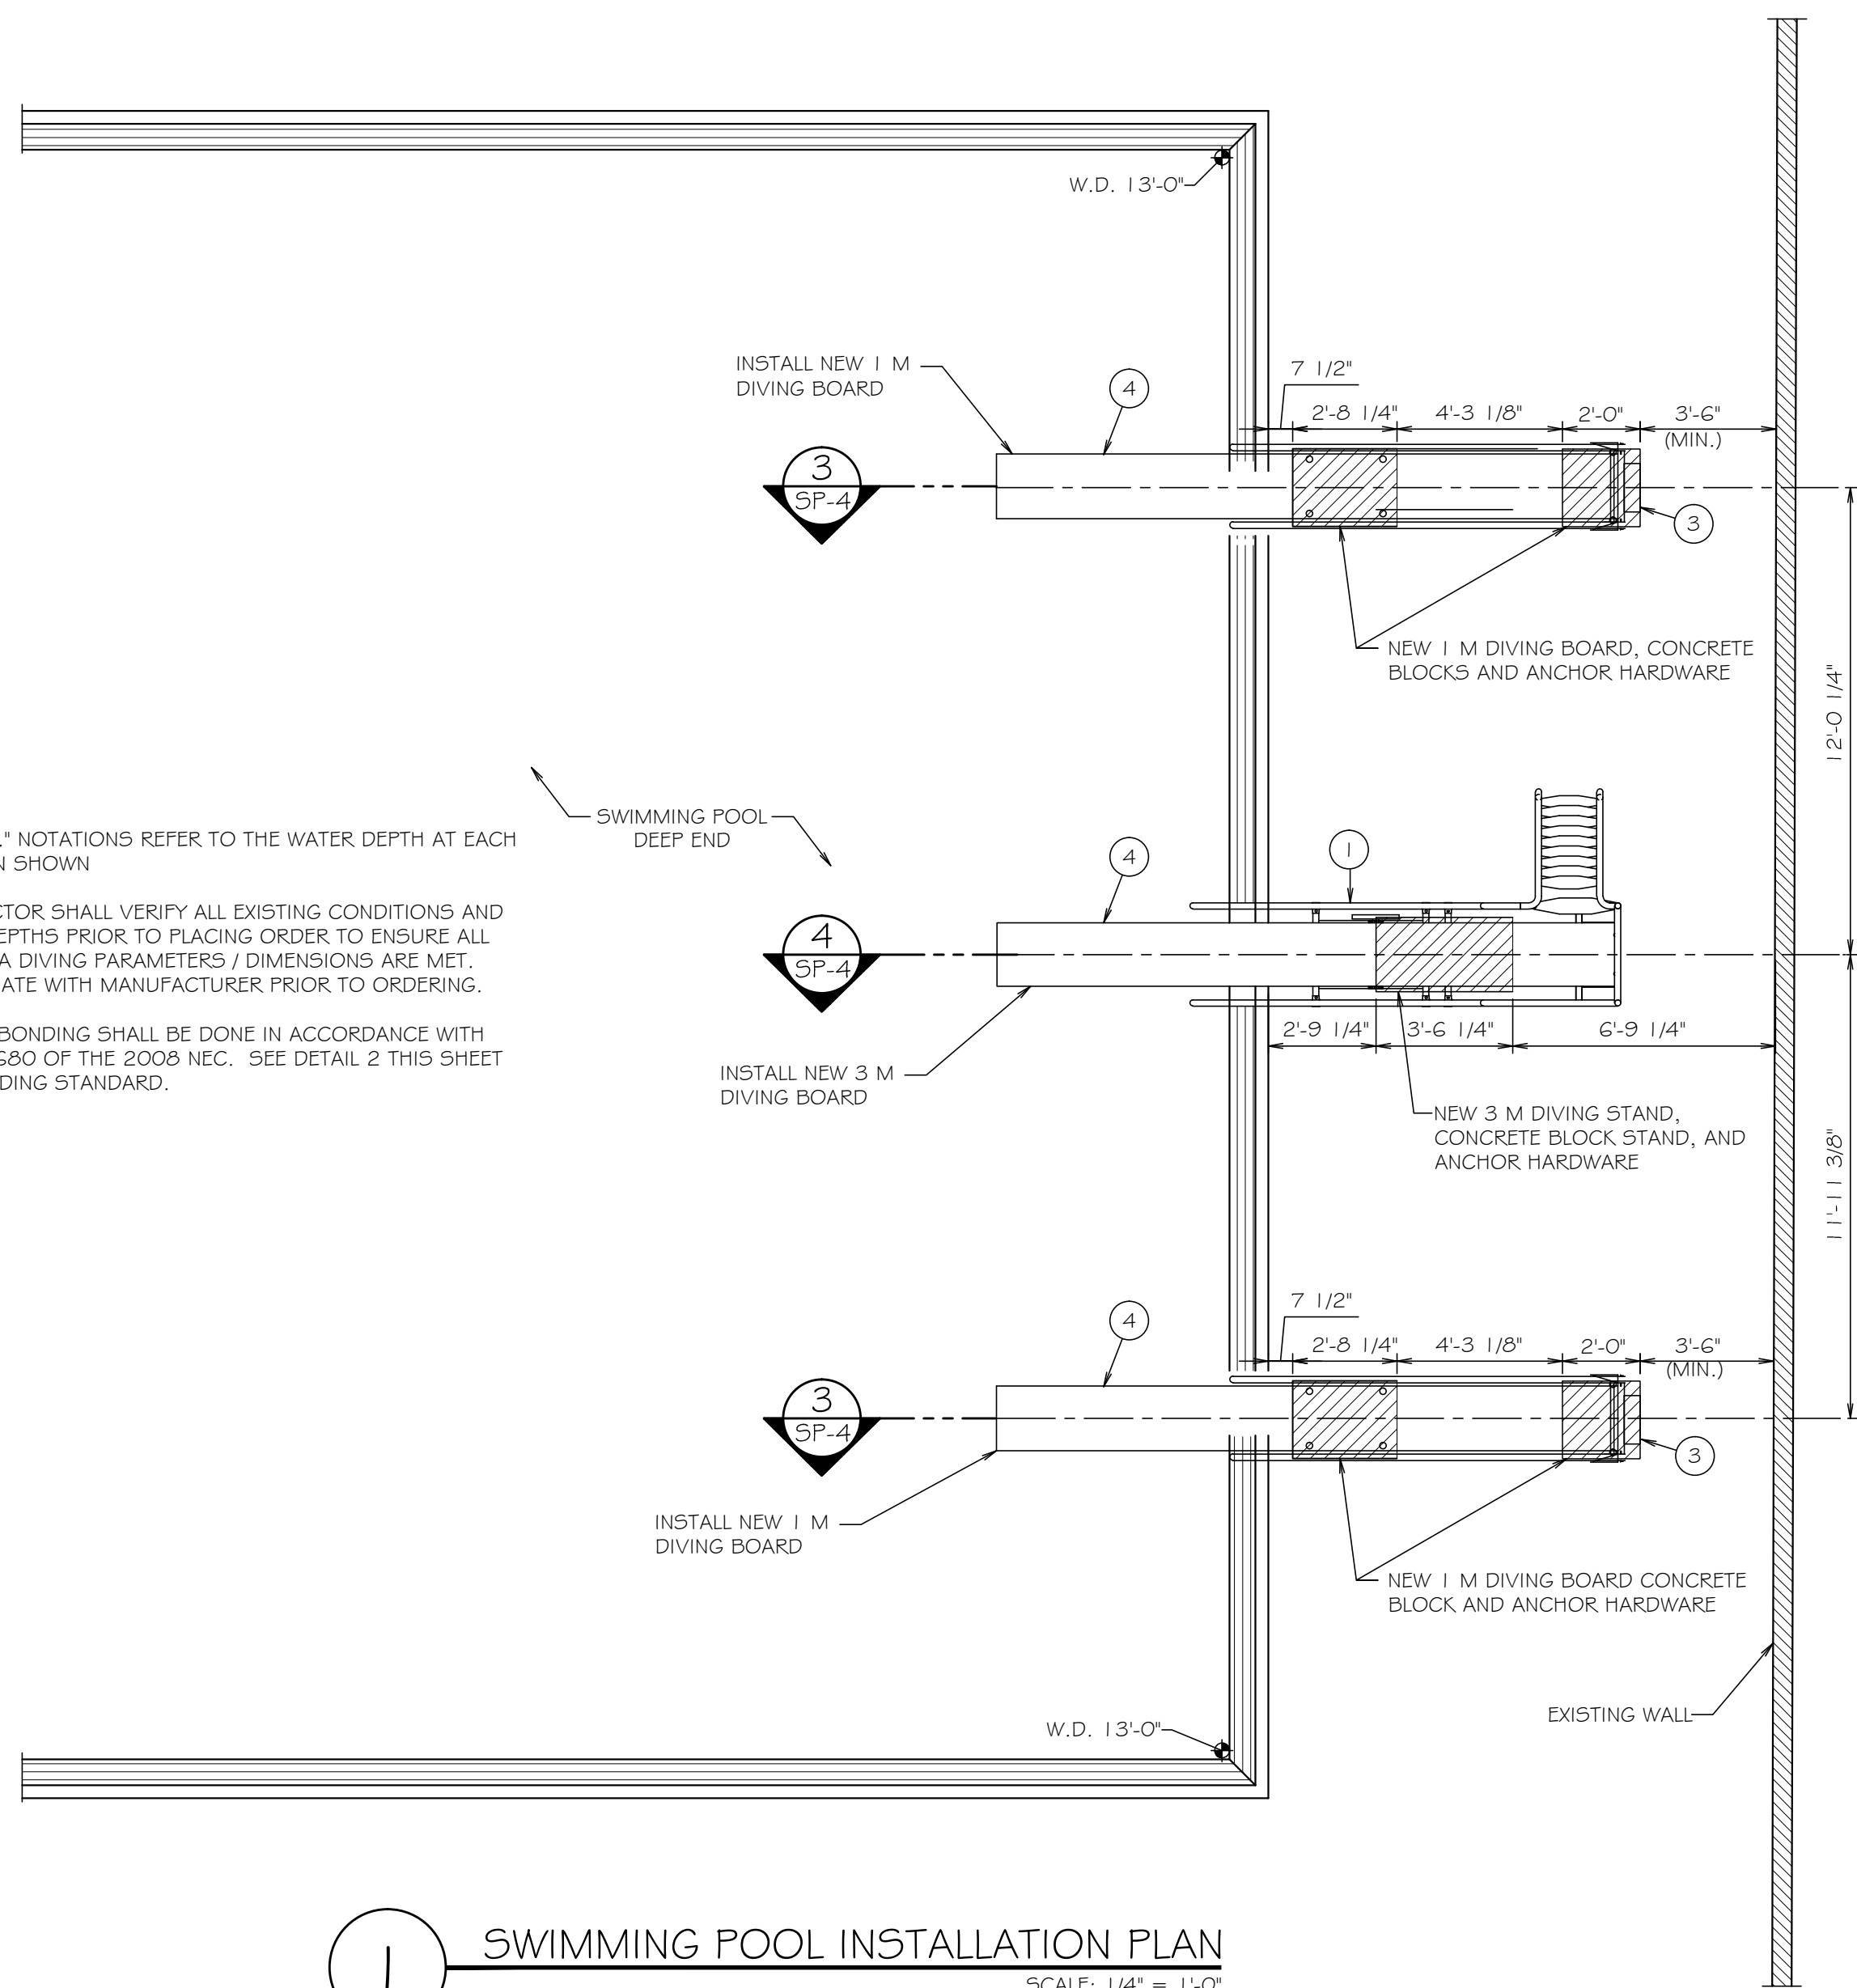 W.D. 13'-0"
INSTALL NEW 1 M
DIVING BOARD
4
7 1/2"
2'-8 1/4"
4'-3 1/8"
2'-0"
3'-6"
(MIN.)
3
SP-4
3
NEW 1 M DIVING BOARD, CONCRETE
BLOCKS AND ANCHOR HARDWARE
12'-0 1/4"
SWIMMING POOL
DEEP END
." NOTATIONS REFER TO THE WATER DEPTH AT EACH
N SHOWN
CTOR SHALL VERIFY ALL EXISTING CONDITIONS AND
EPTHS PRIOR TO PLACING ORDER TO ENSURE ALL
A DIVING PARAMETERS / DIMENSIONS ARE MET.
ATE WITH MANUFACTURER PRIOR TO ORDERING.
BONDING SHALL BE DONE IN ACCORDANCE WITH
680 OF THE 2008 NEC. SEE DETAIL 2 THIS SHEET
DING STANDARD.
4
1
4
SP-4
2'-9 1/4"
3'-6 1/4"
6'-9 1/4"
INSTALL NEW 3 M
DIVING BOARD
NEW 3 M DIVING STAND,
CONCRETE BLOCK STAND, AND
ANCHOR HARDWARE
11'-11 3/8"
4
7 1/2"
2'-8 1/4"
4'-3 1/8"
2'-0"
3'-6"
(MIN.)
3
SP-4
3
INSTALL NEW 1 M
DIVING BOARD
NEW 1 M DIVING BOARD CONCRETE
BLOCK AND ANCHOR HARDWARE
EXISTING WALL
W.D. 13'-0"
1
SWIMMING POOL INSTALLATION PLAN
SCALE: 1/4" = 1'-0"